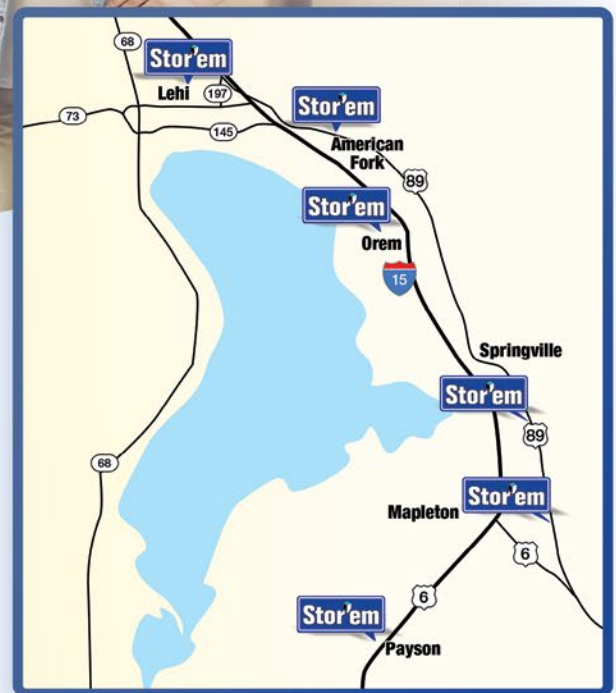 68
Stor'em
Lehi
197
73
145
Stor'em
American
Fork
89
Stor'em
Orem
15
Springville
Stor'em
89
68
Stor'em
Mapleton
6
6
Stor'em
Payson